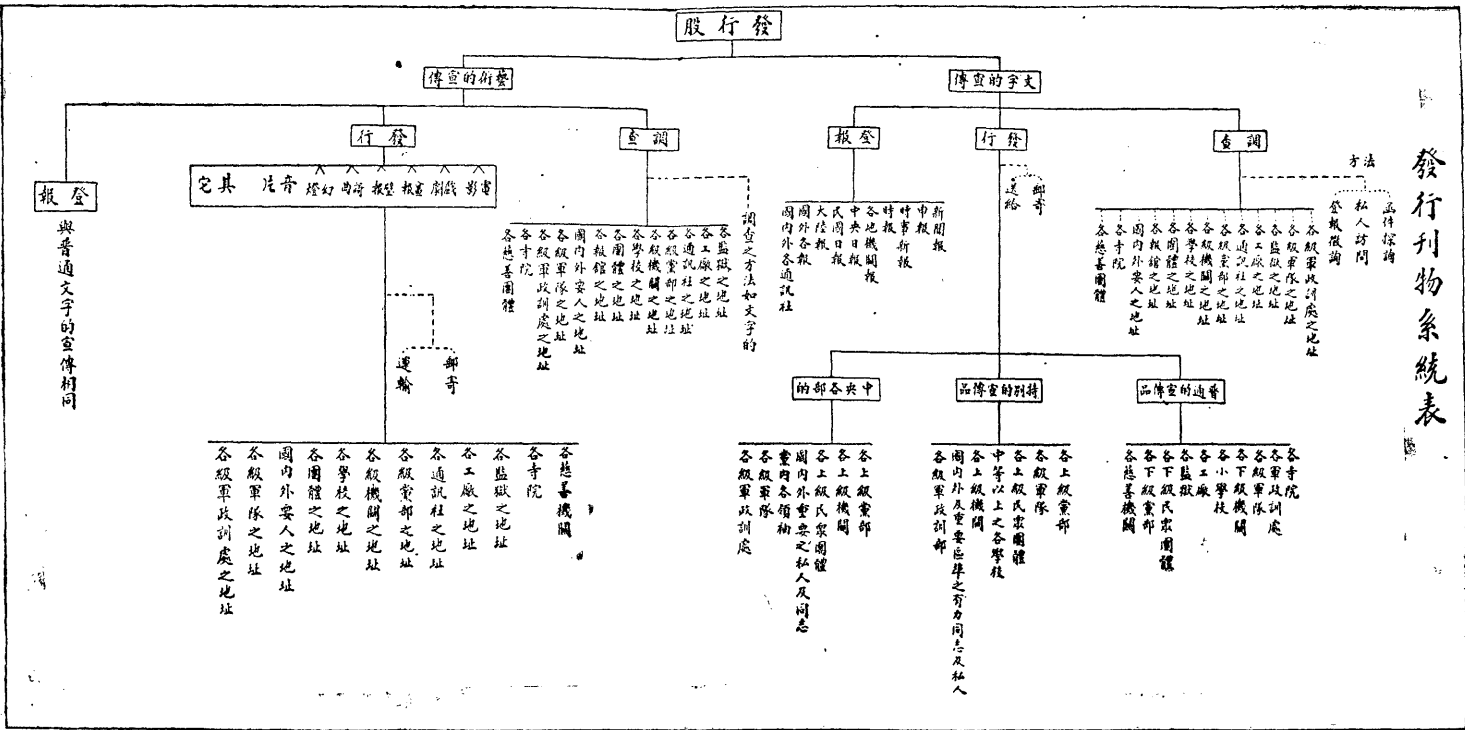 發行刊物系統表
發行股
文字的宣傳
調查
方法
函件探詢
私人訪問
登報徵詢
各級軍政訓處之地址
各級軍隊之地址
各監獄之地址
各工廠之地址
各通訊社之地址
各級黨部之地址
各級機關之地址
各學校之地址
各團體之地址
各報館之地址
國內外要人之地址
各寺院
各慈善團體
發行
郵寄
送給
普通的宣傳品
各寺院
各軍政訓處
各級軍隊
各下級機關
各小學校
各工廠
各監獄
各下級民眾團體
各下級黨部
各慈善機關
特別的宣傳品
各上級黨部
各級軍隊
各上級民眾團體
中等以上之各學校
各上級機關
國內外及重要區準之有力同志及私人
各級軍政訓部
中央各部的
各上級黨部
各上級機關
各上級民眾團體
國內外重要之私人及同志
黨內各領袖
各級軍隊
各級軍政訓處
登報
新聞報
申報
時事新報
時報
各地機關報
中央日報
民國日報
大陸報
國外各報
國內外各通訊社
藝術的宣傳
調查
調查之方法如文字的
各監獄之地址
各工廠之地址
各通訊社之地址
各級黨部之地址
各級機關之地址
各學校之地址
各團體之地址
各報館之地址
國內外要人之地址
各級軍隊之地址
各級軍政訓處之地址
各寺院
各慈善團體
發行
電影
戲劇
畫報
壁報
詩曲
幻燈
音片
其它
郵寄
運輸
各慈善機關
各寺院
各監獄之地址
各工廠之地址
各通訊社之地址
各級黨部之地址
各級機關之地址
各學校之地址
各團體之地址
國內外要人之地址
各級軍隊之地址
各級軍政訓處之地址
登報
與普通文字的宣傳相同